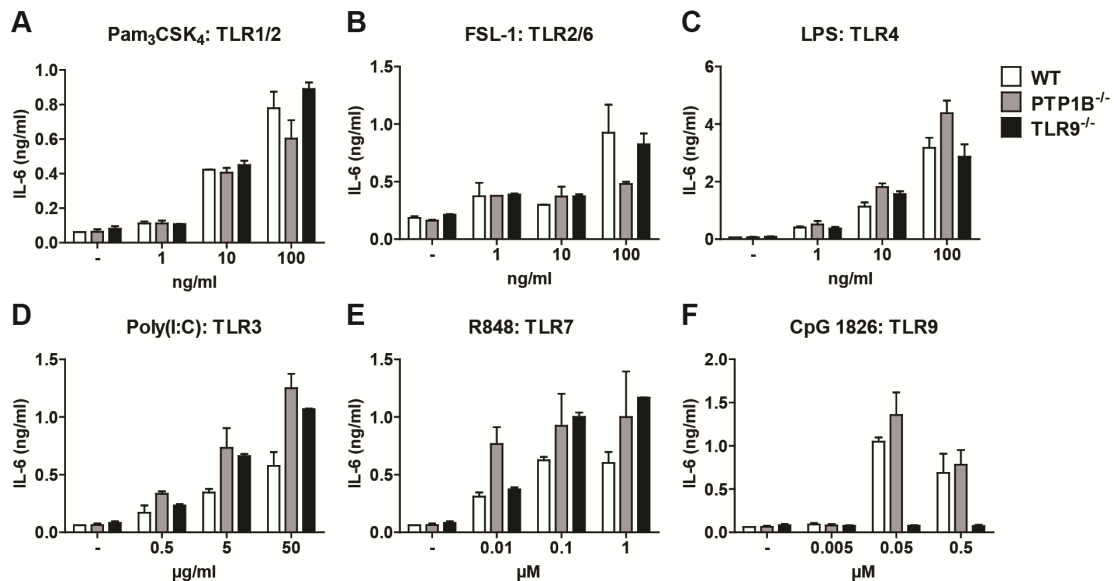 A
Pam₃CSK₄: TLR1/2
IL-6 (ng/ml)
1.0
0.8
0.6
0.4
0.2
0.0
- 1 10 100
ng/ml
B
FSL-1: TLR2/6
IL-6 (ng/ml)
1.5
1.0
0.5
0.0
- 1 10 100
ng/ml
C
LPS: TLR4
IL-6 (ng/ml)
6
4
2
0
- 1 10 100
ng/ml
WT
PTP1B⁻/⁻
TLR9⁻/⁻
D
Poly(I:C): TLR3
IL-6 (ng/ml)
1.5
1.0
0.5
0.0
- 0.5 5 50
µg/ml
E
R848: TLR7
IL-6 (ng/ml)
1.5
1.0
0.5
0.0
- 0.01 0.1 1
µM
F
CpG 1826: TLR9
IL-6 (ng/ml)
2.0
1.5
1.0
0.5
0.0
- 0.005 0.05 0.5
µM